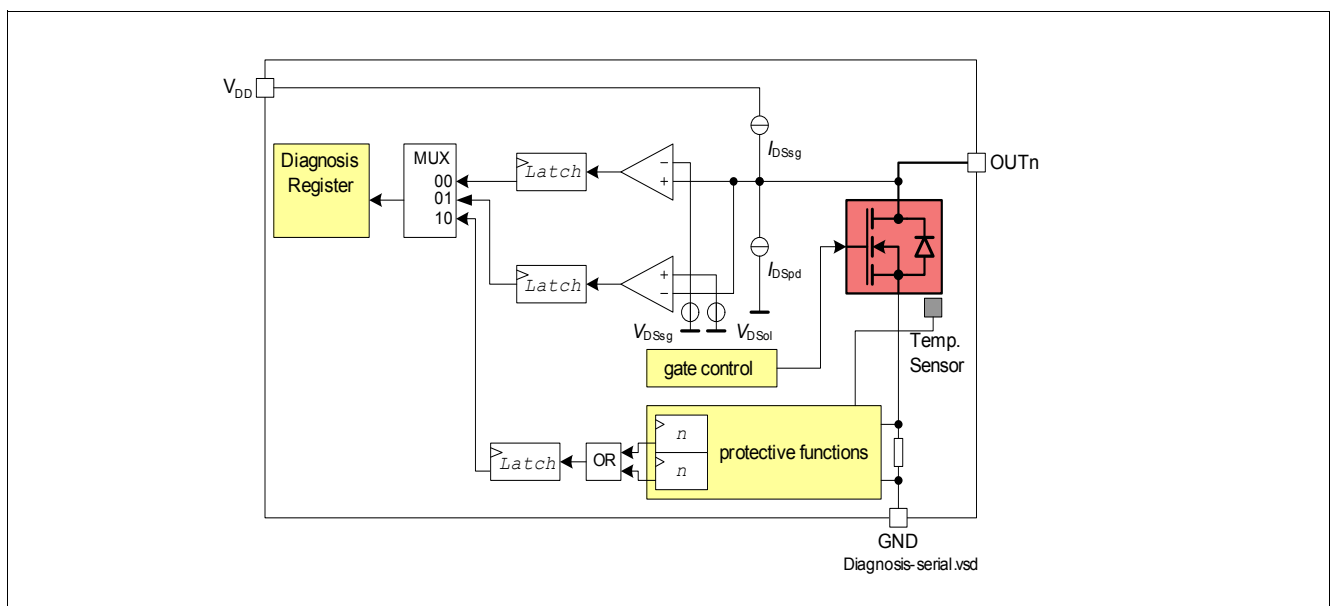 VDD
IDSsg
Diagnosis
Register
MUX
00
01
10
Latch
−
+
OUTn
Latch
+
−
IDSpd
VDSsg
VDSol
Temp.
Sensor
gate control
Latch
OR
n
n
protective functions
GND
Diagnosis-serial.vsd